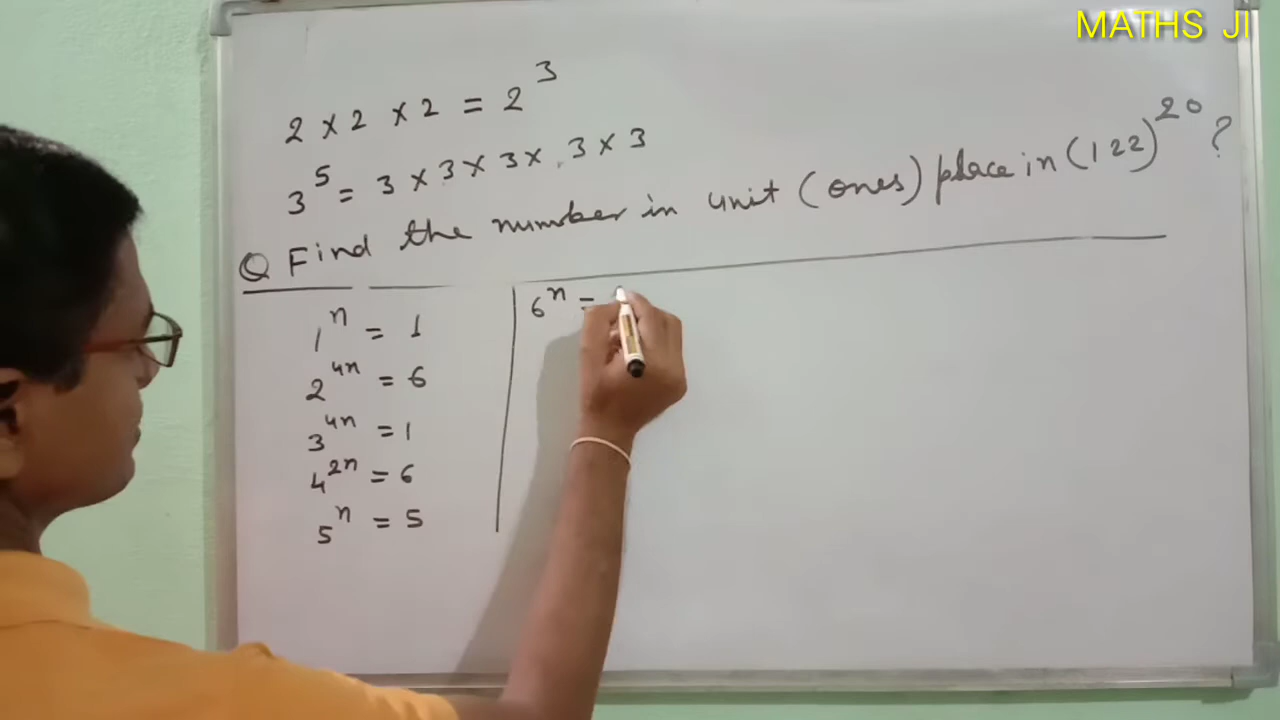 MATHS JI
2 × 2 × 2 = 2³
3⁵ = 3 × 3 × 3 × 3 × 3
Q Find the number in unit (ones) place in (122)²⁰ ?
1ⁿ = 1
2⁴ⁿ = 6
3⁴ⁿ = 1
4²ⁿ = 6
5ⁿ = 5
6ⁿ =